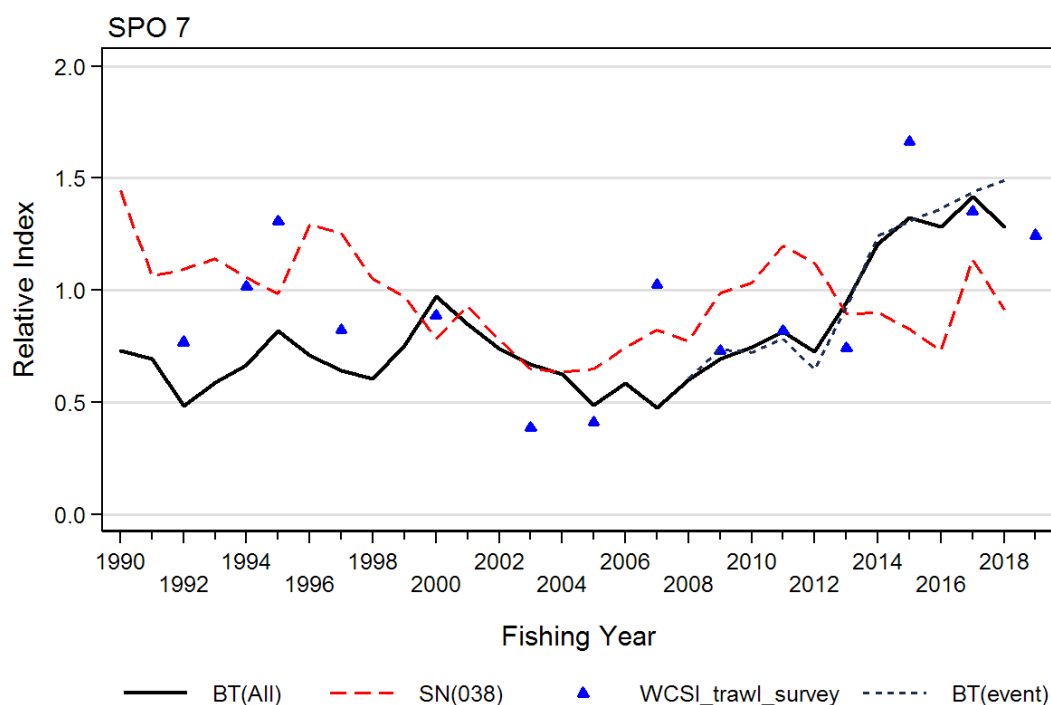 SPO 7
2.0
1.5
1.0
0.5
0.0
Relative Index
1990 1994 1998 2002 2006 2010 2014 2018
1992 1996 2000 2004 2008 2012 2016
Fishing Year
BT(All) SN(038) WCSI_trawl_survey BT(event)